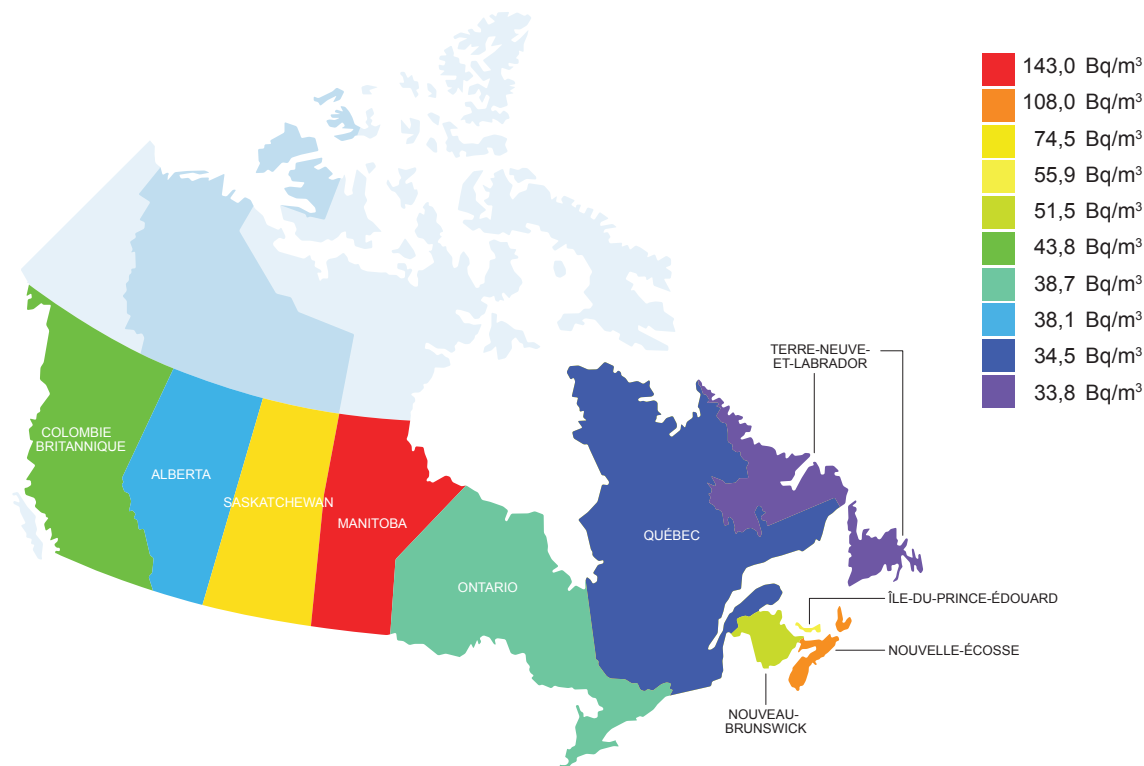 143,0 Bq/m³
108,0 Bq/m³
74,5 Bq/m³
55,9 Bq/m³
51,5 Bq/m³
43,8 Bq/m³
38,7 Bq/m³
38,1 Bq/m³
34,5 Bq/m³
33,8 Bq/m³
TERRE-NEUVE-
ET-LABRADOR
COLOMBIE
BRITANNIQUE
ALBERTA
SASKATCHEWAN
MANITOBA
QUÉBEC
ONTARIO
ÎLE-DU-PRINCE-ÉDOUARD
NOUVELLE-ÉCOSSE
NOUVEAU-
BRUNSWICK